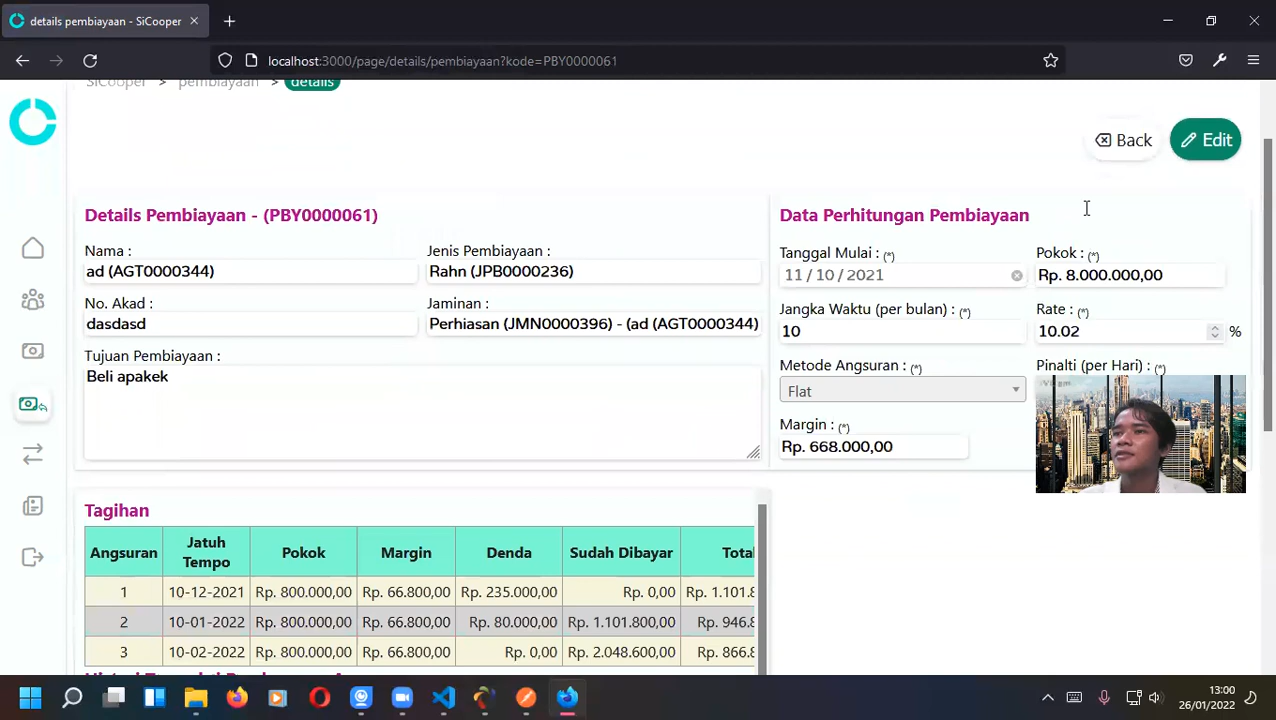 details pembiayaan - SiCooper
localhost:3000/page/details/pembiayaan?kode=PBY0000061
SiCooper > pembiayaan > details
Back
Edit
Details Pembiayaan - (PBY0000061)
Nama :
ad (AGT0000344)
Jenis Pembiayaan :
Rahn (JPB0000236)
No. Akad :
dasdasd
Jaminan :
Perhiasan (JMN0000396) - (ad (AGT0000344)
Tujuan Pembiayaan :
Beli apakek
Data Perhitungan Pembiayaan
Tanggal Mulai : (*)
11 / 10 / 2021
Pokok : (*)
Rp. 8.000.000,00
Jangka Waktu (per bulan) : (*)
10
Rate : (*)
10.02 %
Metode Angsuran : (*)
Flat
Pinalti (per Hari) : (*)
Margin : (*)
Rp. 668.000,00
Tagihan
Angsuran Jatuh Tempo Pokok Margin Denda Sudah Dibayar Total
1 10-12-2021 Rp. 800.000,00 Rp. 66.800,00 Rp. 235.000,00 Rp. 0,00 Rp. 1.101.8
2 10-01-2022 Rp. 800.000,00 Rp. 66.800,00 Rp. 80.000,00 Rp. 1.101.800,00 Rp. 946.8
3 10-02-2022 Rp. 800.000,00 Rp. 66.800,00 Rp. 0,00 Rp. 2.048.600,00 Rp. 866.8
13:00
26/01/2022